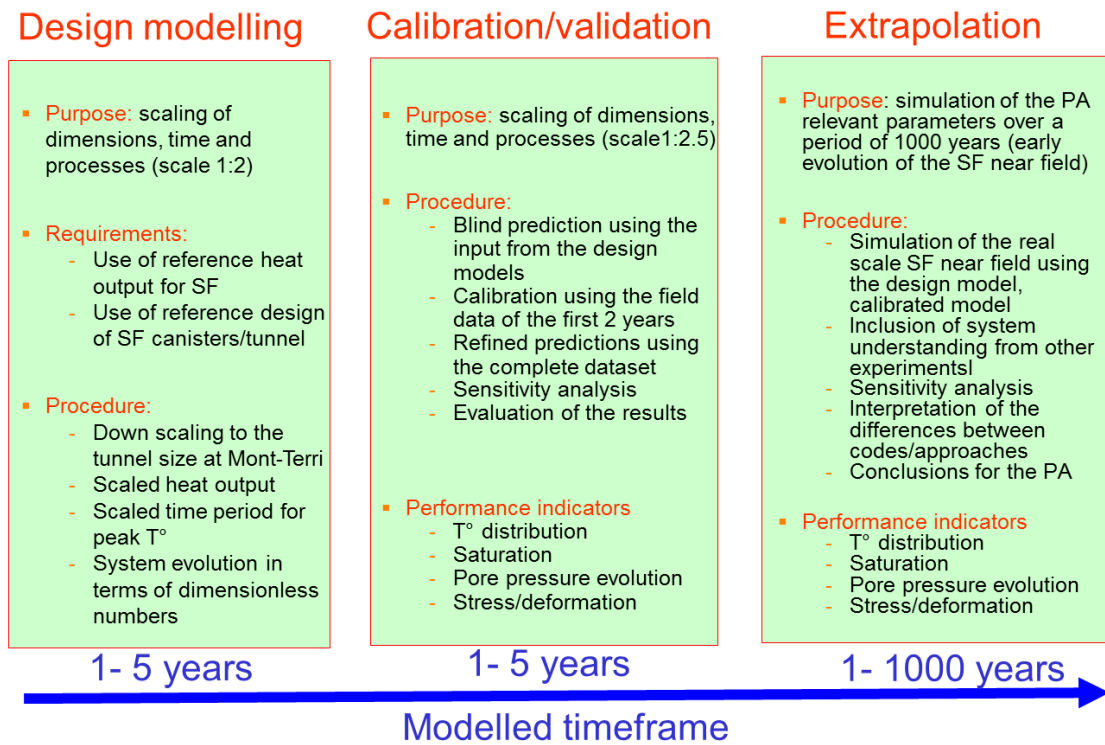 Design modelling
Purpose: scaling of
dimensions, time and
processes (scale 1:2)
Requirements:
- Use of reference heat
output for SF
- Use of reference design
of SF canisters/tunnel
Procedure:
- Down scaling to the
tunnel size at Mont-Terri
- Scaled heat output
- Scaled time period for
peak T°
- System evolution in
terms of dimensionless
numbers
1- 5 years
Calibration/validation
Purpose: scaling of dimensions,
time and processes (scale1:2.5)
Procedure:
- Blind prediction using the
input from the design
models
- Calibration using the field
data of the first 2 years
- Refined predictions using
the complete dataset
- Sensitivity analysis
- Evaluation of the results
Performance indicators
- T° distribution
- Saturation
- Pore pressure evolution
- Stress/deformation
1- 5 years
Extrapolation
Purpose: simulation of the PA
relevant parameters over a
period of 1000 years (early
evolution of the SF near field)
Procedure:
- Simulation of the real
scale SF near field using
the design model,
calibrated model
- Inclusion of system
understanding from other
experimentsl
- Sensitivity analysis
- Interpretation of the
differences between
codes/approaches
- Conclusions for the PA
Performance indicators
- T° distribution
- Saturation
- Pore pressure evolution
- Stress/deformation
1- 1000 years
Modelled timeframe